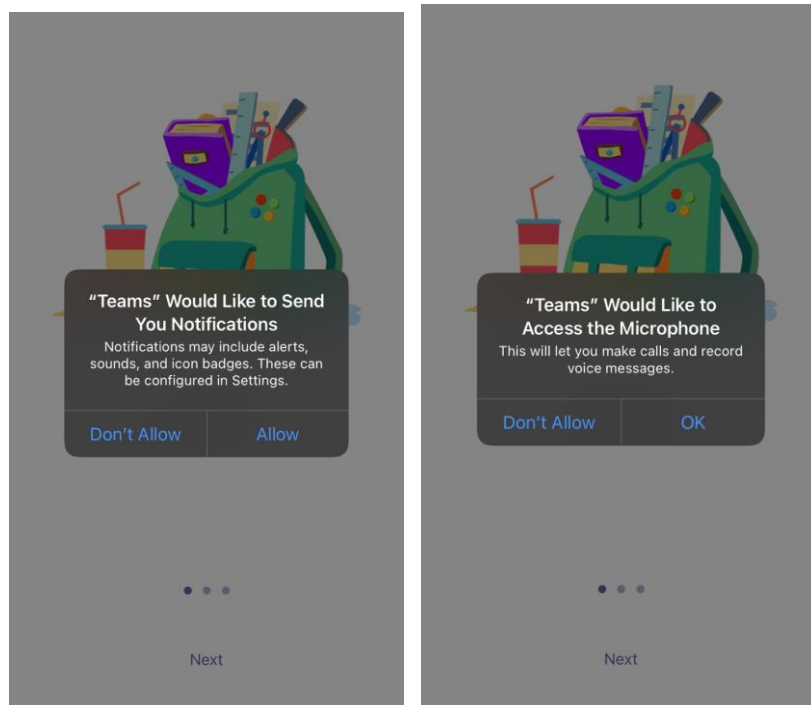 “Teams” Would Like to Send
You Notifications
Notifications may include alerts,
sounds, and icon badges. These can
be configured in Settings.
Don’t Allow
Allow
Next
“Teams” Would Like to
Access the Microphone
This will let you make calls and record
voice messages.
Don’t Allow
OK
Next